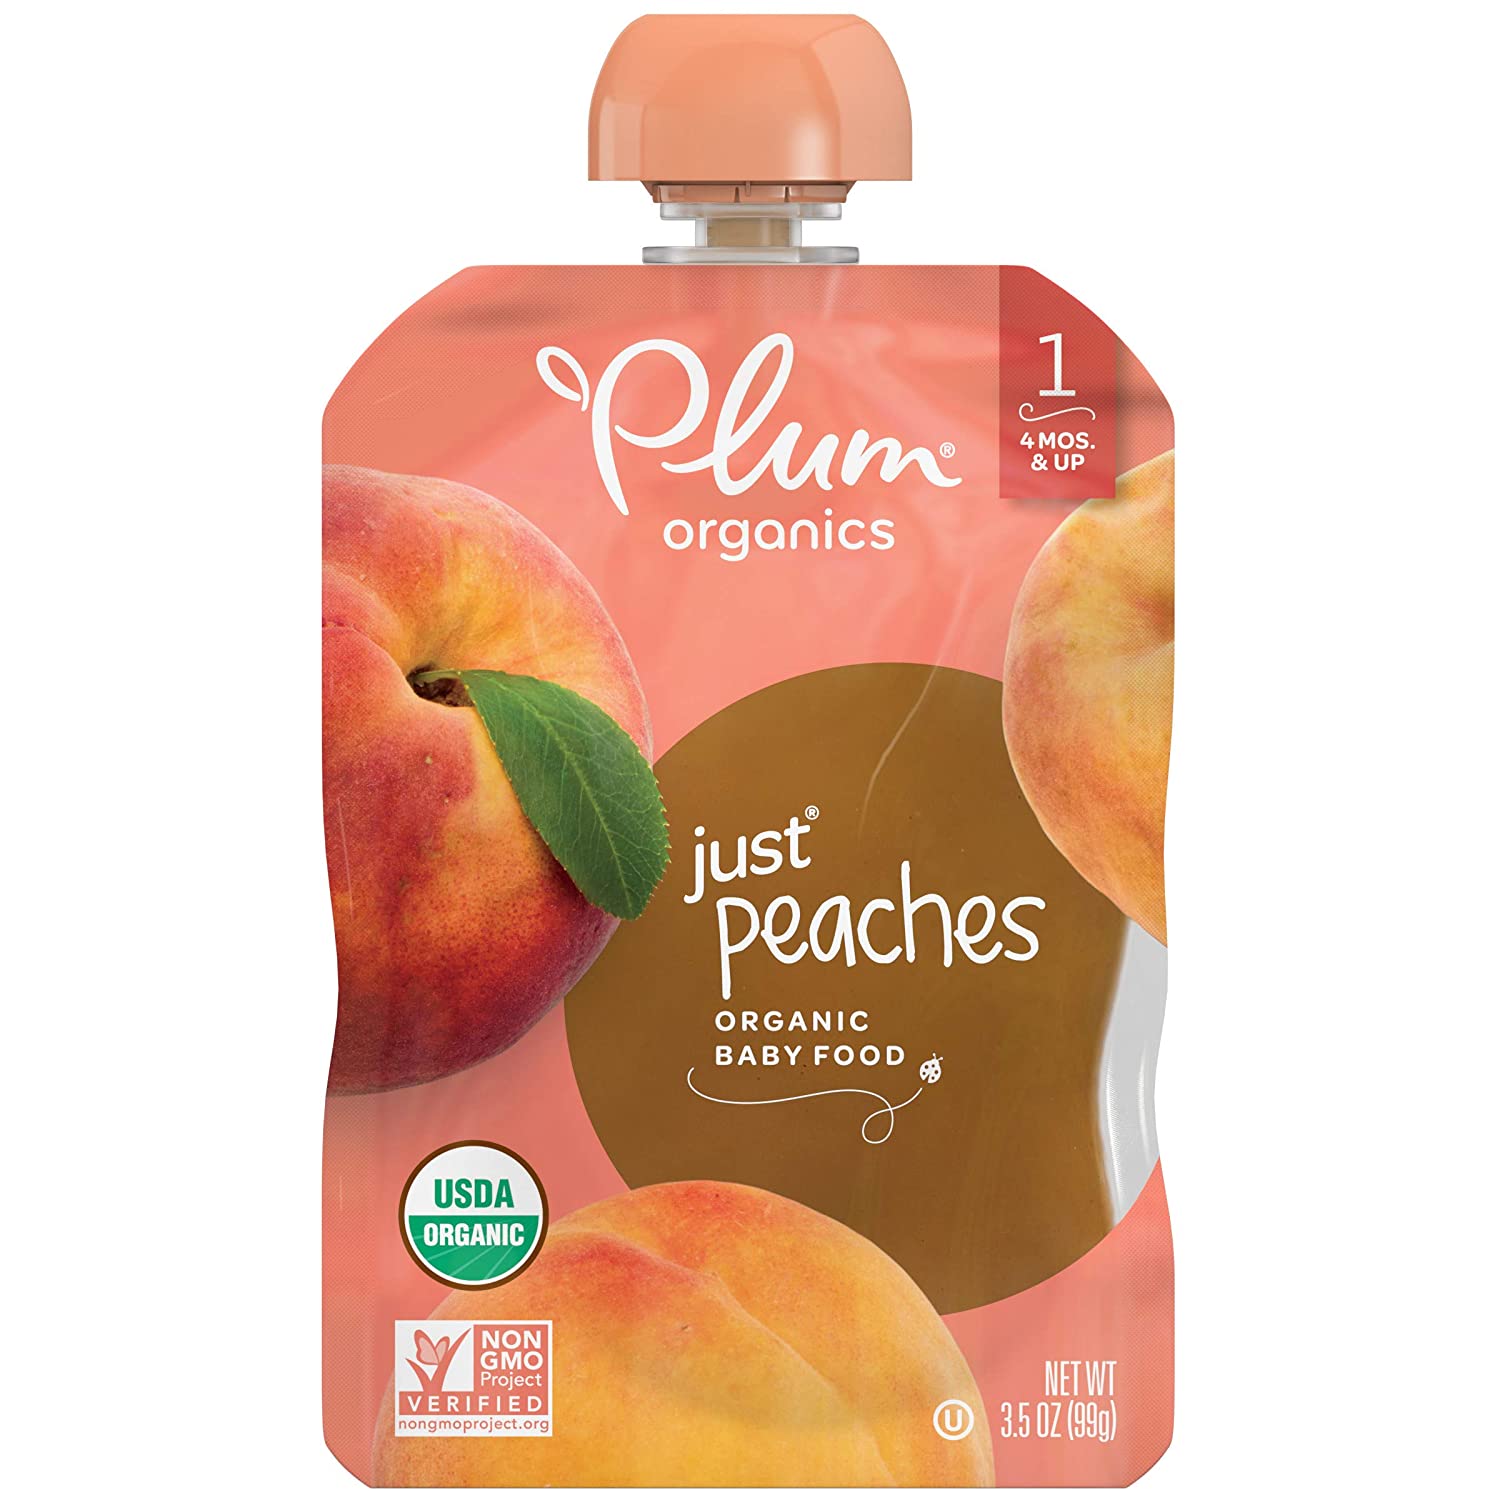 Plum®
organics
1
4 MOS.
& UP
just®
peaches
ORGANIC
BABY FOOD
USDA
ORGANIC
NON
GMO
Project
VERIFIED
nongmoproject.org
U
NET WT
3.5 OZ (99g)